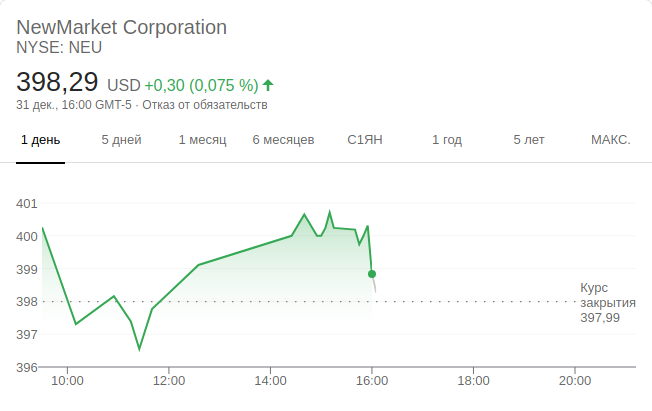 NewMarket Corporation
NYSE: NEU
398,29 USD +0,30 (0,075 %)
31 дек., 16:00 GMT-5 · Отказ от обязательств
1 день 5 дней 1 месяц 6 месяцев С1ЯН 1 год 5 лет МАКС.
401
400
399
Курс
398 закрытия
397,99
397
396
10:00 12:00 14:00 16:00 18:00 20:00